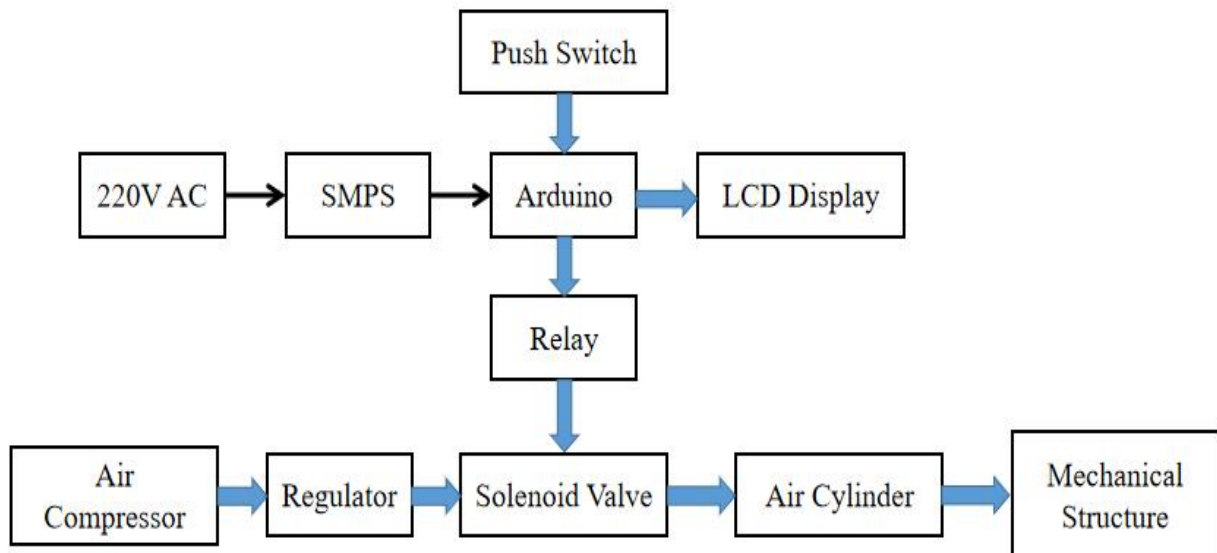 Push Switch
220V AC
SMPS
Arduino
LCD Display
Relay
Air
Compressor
Regulator
Solenoid Valve
Air Cylinder
Mechanical
Structure